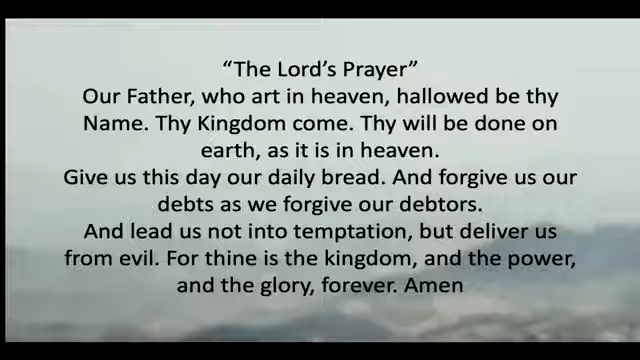 “The Lord’s Prayer”
Our Father, who art in heaven, hallowed be thy
Name. Thy Kingdom come. Thy will be done on
earth, as it is in heaven.
Give us this day our daily bread. And forgive us our
debts as we forgive our debtors.
And lead us not into temptation, but deliver us
from evil. For thine is the kingdom, and the power,
and the glory, forever. Amen